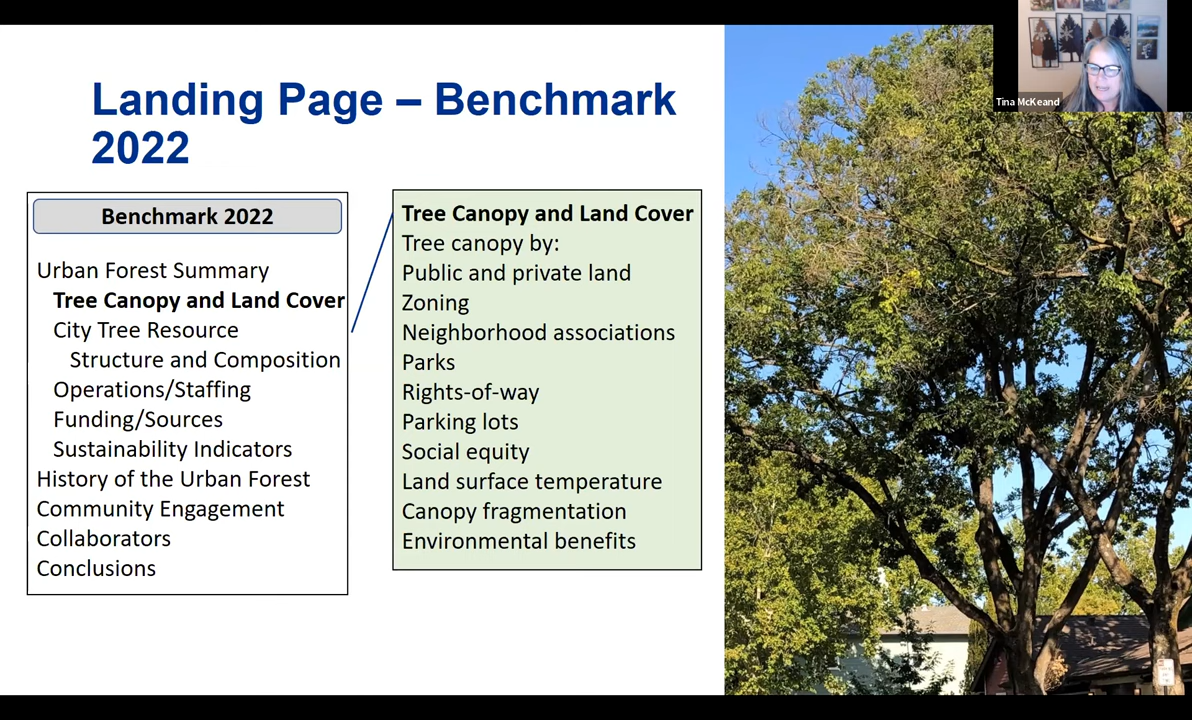 Landing Page – Benchmark
2022
Benchmark 2022
Urban Forest Summary
Tree Canopy and Land Cover
City Tree Resource
Structure and Composition
Operations/Staffing
Funding/Sources
Sustainability Indicators
History of the Urban Forest
Community Engagement
Collaborators
Conclusions
Tree Canopy and Land Cover
Tree canopy by:
Public and private land
Zoning
Neighborhood associations
Parks
Rights-of-way
Parking lots
Social equity
Land surface temperature
Canopy fragmentation
Environmental benefits
Tina McKeand